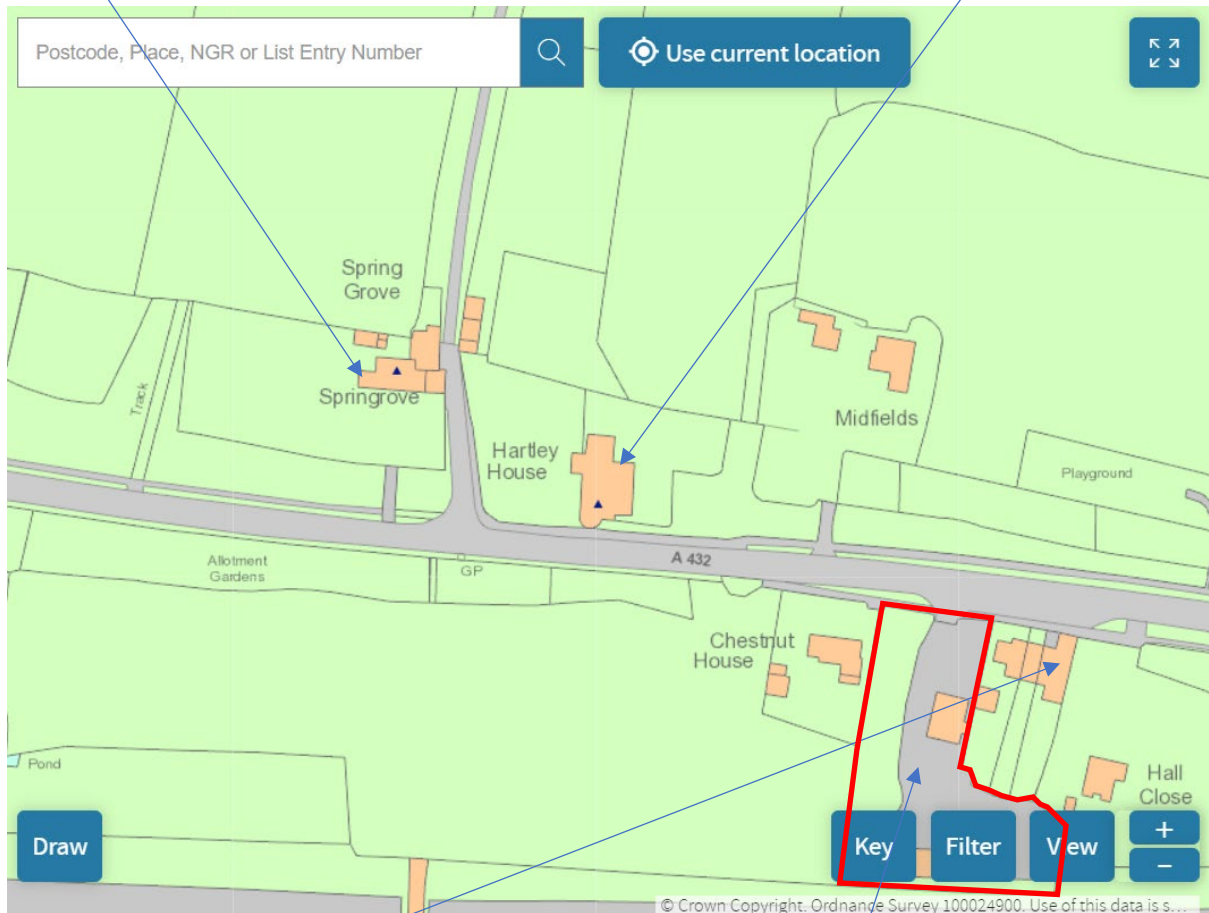 Postcode, Place, NGR or List Entry Number
Use current location
Spring
Grove
Springrove
Track
Hartley
House
Midfields
Playground
A 432
Allotment
Gardens
GP
Chestnut
House
Pond
Hall
Close
Draw
Key
Filter
View
+
−
© Crown Copyright. Ordnance Survey 100024900. Use of this data is s...